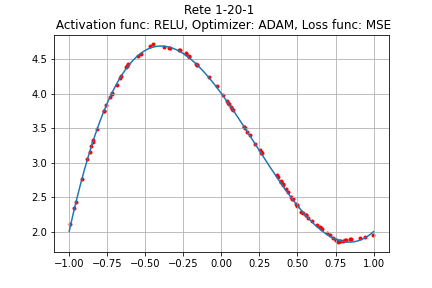 Rete 1-20-1
Activation func: RELU, Optimizer: ADAM, Loss func: MSE
4.5
4.0
3.5
3.0
2.5
2.0
−1.00 −0.75 −0.50 −0.25 0.00 0.25 0.50 0.75 1.00